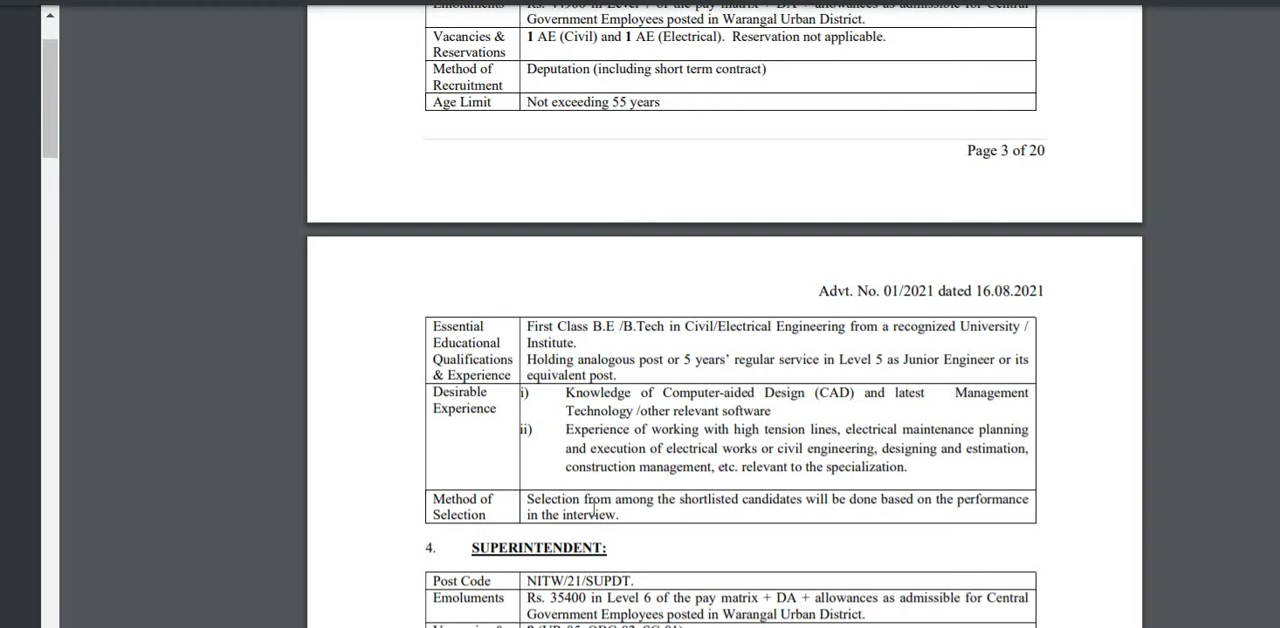 Government Employees posted in Warangal Urban District.
Vacancies & Reservations 1 AE (Civil) and 1 AE (Electrical). Reservation not applicable.
Method of Recruitment Deputation (including short term contract)
Age Limit Not exceeding 55 years
Page 3 of 20
Advt. No. 01/2021 dated 16.08.2021
Essential First Class B.E /B.Tech in Civil/Electrical Engineering from a recognized University /
Educational Institute.
Qualifications Holding analogous post or 5 years' regular service in Level 5 as Junior Engineer or its
& Experience equivalent post.
Desirable i) Knowledge of Computer-aided Design (CAD) and latest Management
Experience Technology /other relevant software
ii) Experience of working with high tension lines, electrical maintenance planning
and execution of electrical works or civil engineering, designing and estimation,
construction management, etc. relevant to the specialization.
Method of Selection from among the shortlisted candidates will be done based on the performance
Selection in the interview.
4. SUPERINTENDENT:
Post Code NITW/21/SUPDT.
Emoluments Rs. 35400 in Level 6 of the pay matrix + DA + allowances as admissible for Central
Government Employees posted in Warangal Urban District.